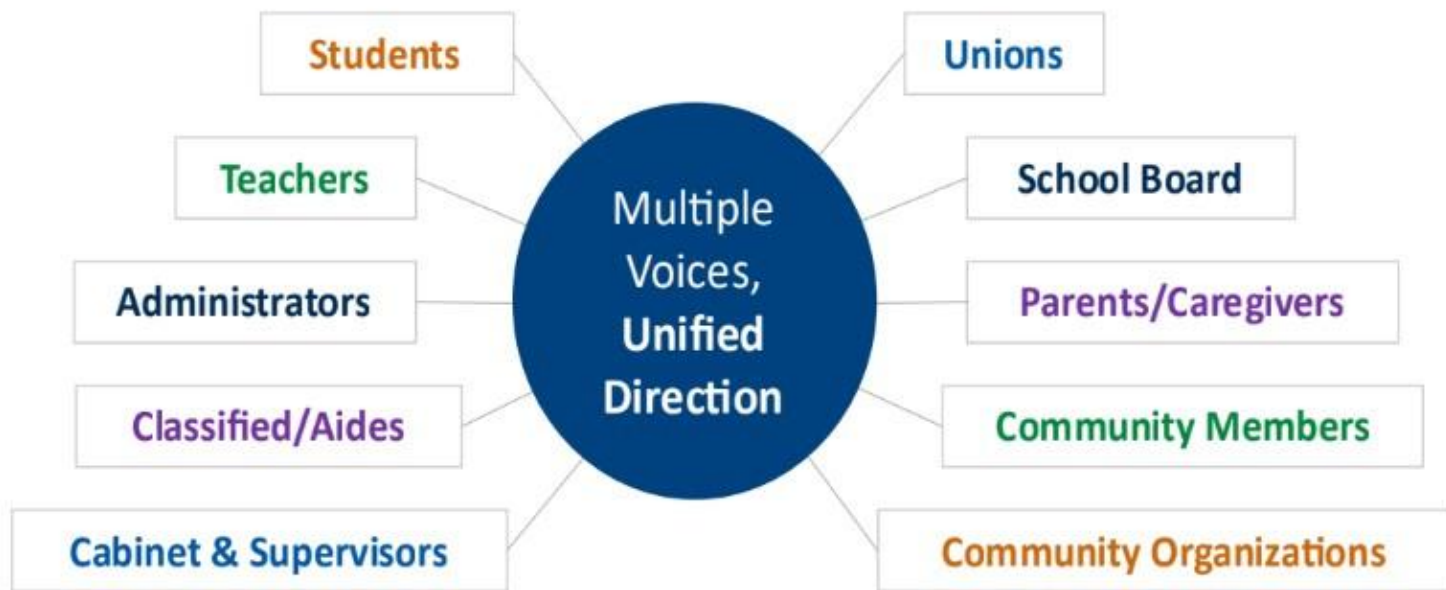 Students
Teachers
Administrators
Classified/Aides
Cabinet & Supervisors
Multiple
Voices,
Unified
Direction
Unions
School Board
Parents/Caregivers
Community Members
Community Organizations